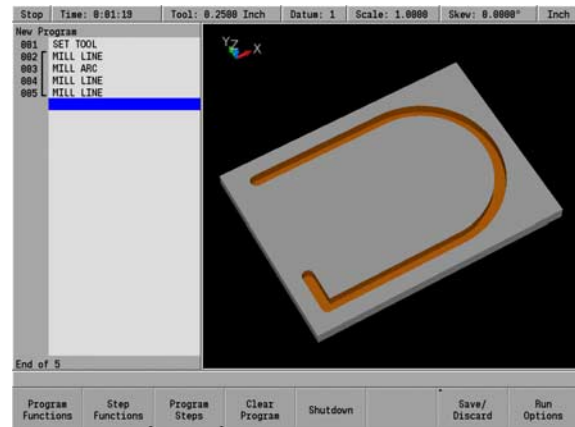 Stop Time: 0:01:19 Tool: 0.2500 Inch Datum: 1 Scale: 1.0000 Skew: 0.0000° Inch
New Program
001 SET TOOL
002 MILL LINE
003 MILL ARC
004 MILL LINE
005 MILL LINE
Y Z X
End of 5
Program Functions Step Functions Program Steps Clear Program Shutdown Save/ Discard Run Options